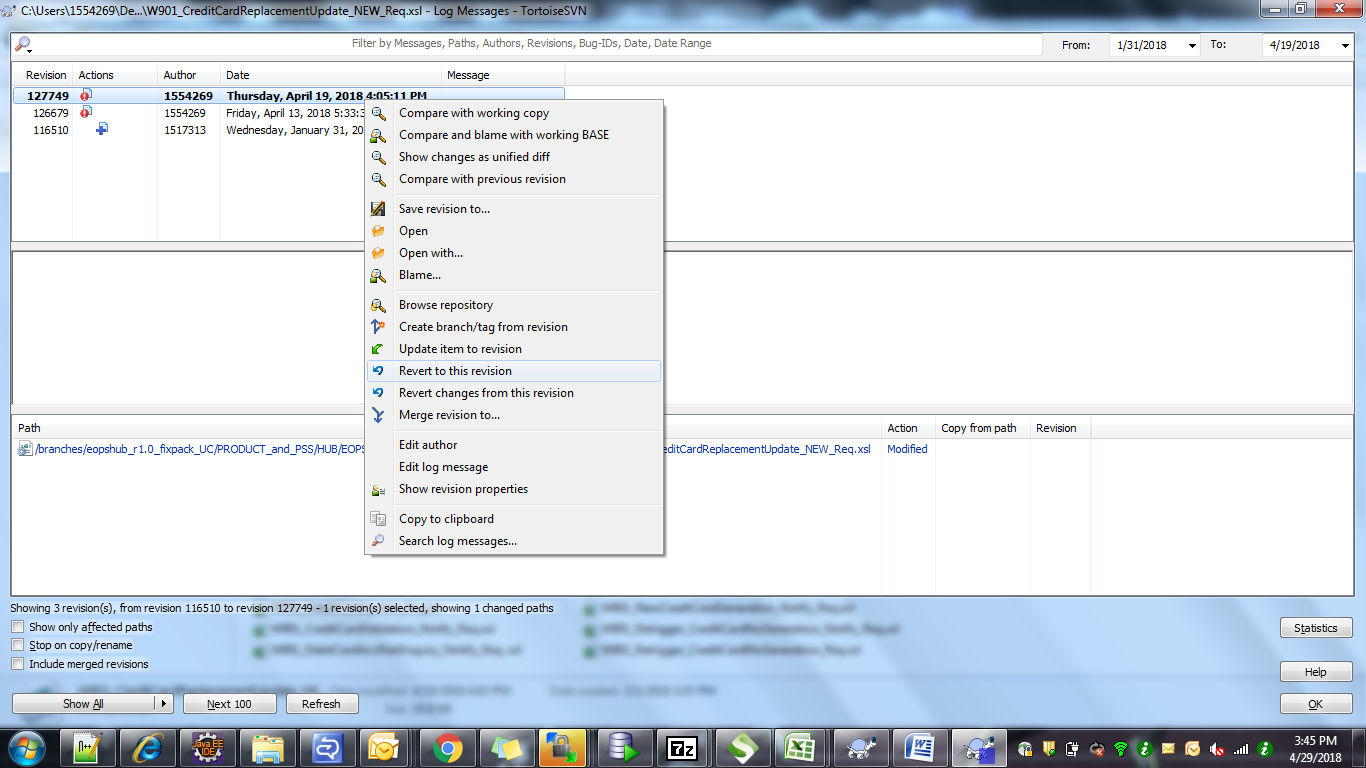 C:\Users\1554269\De...\W901_CreditCardReplacementUpdate_NEW_Req.xsl - Log Messages - TortoiseSVN
Filter by Messages, Paths, Authors, Revisions, Bug-IDs, Date, Date Range
From: 1/31/2018 To: 4/19/2018
Revision Actions Author Date Message
127749 1554269 Thursday, April 19, 2018 4:05:11 PM
126679 1554269 Friday, April 13, 2018 5:33:3
116510 1517313 Wednesday, January 31, 20
Compare with working copy
Compare and blame with working BASE
Show changes as unified diff
Compare with previous revision
Save revision to...
Open
Open with...
Blame...
Browse repository
Create branch/tag from revision
Update item to revision
Revert to this revision
Revert changes from this revision
Merge revision to...
Edit author
Edit log message
Show revision properties
Copy to clipboard
Search log messages...
Path Action Copy from path Revision
/branches/eopshub_r1.0_fixpack_UC/PRODUCT_and_PSS/HUB/EOPS editCardReplacementUpdate_NEW_Req.xsl Modified
Showing 3 revision(s), from revision 116510 to revision 127749 - 1 revision(s) selected, showing 1 changed paths
Show only affected paths
Stop on copy/rename
Include merged revisions
Statistics
Help
Show All Next 100 Refresh OK
n++
Java EE
IDE
7z
3:45 PM
4/29/2018